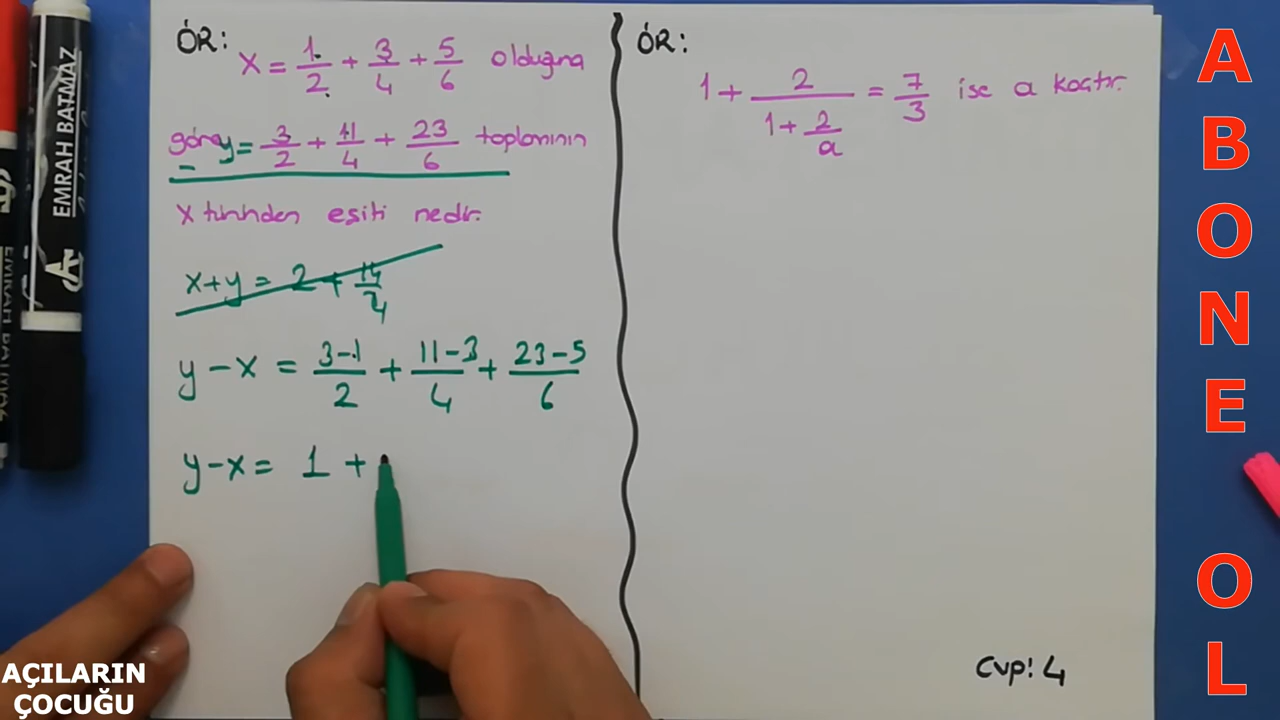 ÖR:
x = 1/2 + 3/4 + 5/6 olduğuna
göre y = 3/2 + 11/4 + 23/6 toplamının
x türünden eşiti nedir.
x+y = 2 + 14/4
y - x = 3-1/2 + 11-3/4 + 23-5/6
y-x = 1 +
ÖR:
1 + 2/(1 + 2/a) = 7/3 ise a kaçtır.
Cvp: 4
EMRAH BATMAZ
ABONE OL
AÇILARIN
ÇOCUĞU